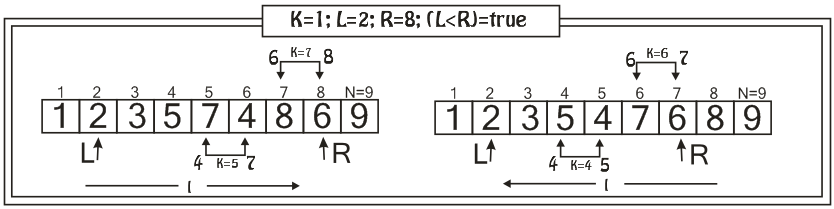 K=1; L=2; R=8; (L<R)=true
6 K=7 8
1 2 3 4 5 6 7 8 N=9
1 2 3 5 7 4 8 6 9
L 4 K=5 7 R
I
6 K=6 7
1 2 3 4 5 6 7 8 N=9
1 2 3 5 4 7 6 8 9
L 4 K=4 5 R
I